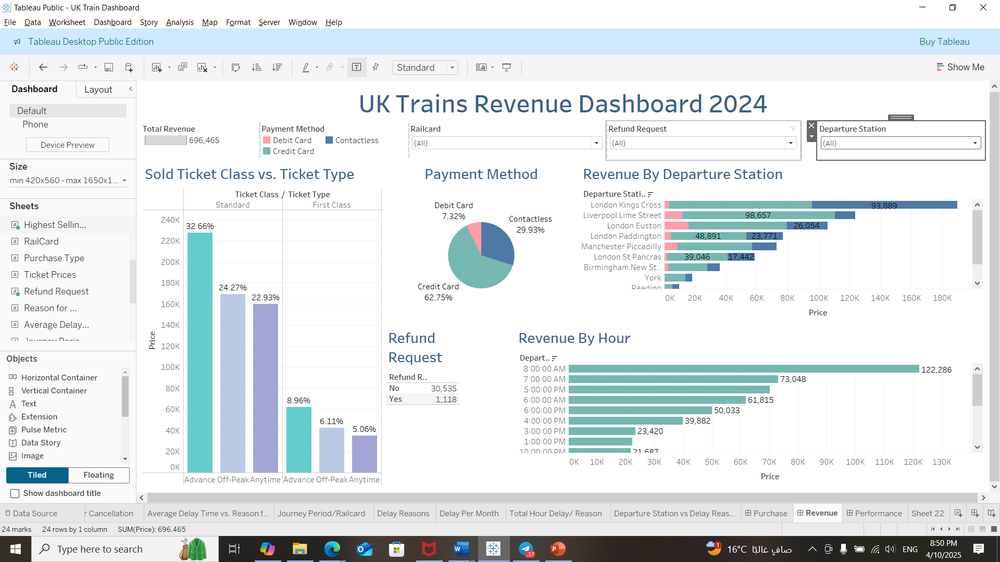 Tableau Public - UK Train Dashboard
File Data Worksheet Dashboard Story Analysis Map Format Server Window Help
Tableau Desktop Public Edition
Buy Tableau
Standard
Show Me
Dashboard
Layout
Default
Phone
Device Preview
Size
min 420x560 - max 1650x1...
Sheets
Highest Sellin...
RailCard
Purchase Type
Ticket Prices
Refund Request
Reason for ...
Average Delay...
Objects
Horizontal Container
Vertical Container
Text
Extension
Pulse Metric
Data Story
Image
Tiled
Floating
Show dashboard title
UK Trains Revenue Dashboard 2024
Total Revenue
696,465
Payment Method
Debit Card
Contactless
Credit Card
Railcard
(All)
Refund Request
(All)
Departure Station
(All)
Sold Ticket Class vs. Ticket Type
Ticket Class / Ticket Type
Standard
First Class
Price
240K
220K
200K
180K
160K
140K
120K
100K
80K
60K
40K
20K
0K
32.66%
24.27%
22.93%
8.96%
6.11%
5.06%
Advance Off-Peak Anytime Advance Off-Peak Anytime
Payment Method
Debit Card
7.32%
Contactless
29.93%
Credit Card
62.75%
Revenue By Departure Station
Departure Stati..
London Kings Cross
93,889
Liverpool Lime Street
98,657
London Euston
26,054
London Paddington
48,891
23,771
Manchester Piccadilly
London St Pancras
39,046
17,442
Birmingham New St..
York
Reading
0K 20K 40K 60K 80K 100K 120K 140K 160K 180K
Price
Refund
Request
Refund R..
No 30,535
Yes 1,118
Revenue By Hour
Depart..
8:00:00 AM
122,286
7:00:00 AM
73,048
5:00:00 PM
6:00:00 AM
61,815
6:00:00 PM
50,033
4:00:00 PM
39,882
3:00:00 PM
23,420
1:00:00 PM
10:00:00 PM
21,687
0K 10K 20K 30K 40K 50K 60K 70K 80K 90K 100K 110K 120K 130K
Price
Data Source
r Cancellation
Average Delay Time vs. Reason f...
Journey Period/Railcard
Delay Reasons
Delay Per Month
Total Hour Delay/ Reason
Departure Station vs Delay Reas...
Purchase
Revenue
Performance
Sheet 22
24 marks
24 rows by 1 column
SUM(Price): 696,465
Type here to search
1
16°C صافٍ غالبًا
..57
ENG
8:50 PM
4/10/2025